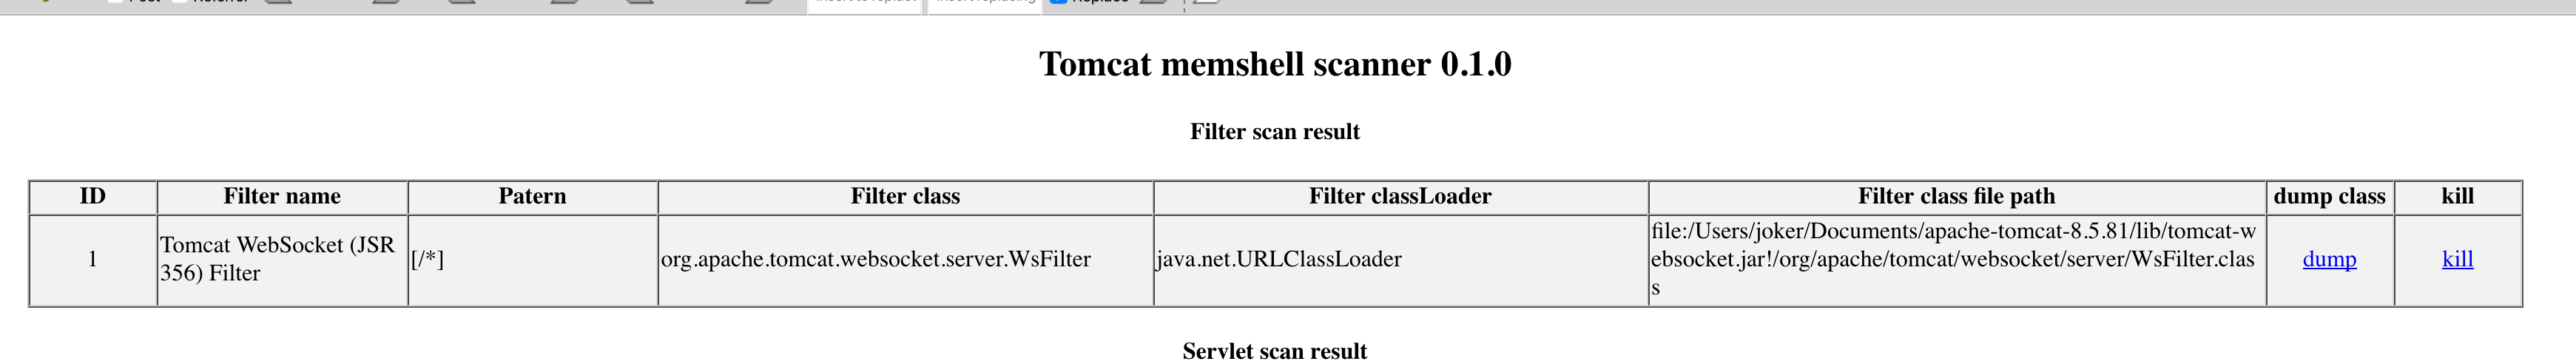 Tomcat memshell scanner 0.1.0
Filter scan result
ID Filter name Patern Filter class Filter classLoader Filter class file path dump class kill
1 Tomcat WebSocket (JSR
356) Filter
[/*]
org.apache.tomcat.websocket.server.WsFilter
java.net.URLClassLoader
file:/Users/joker/Documents/apache-tomcat-8.5.81/lib/tomcat-w
ebsocket.jar!/org/apache/tomcat/websocket/server/WsFilter.clas
s
dump
kill
Servlet scan result